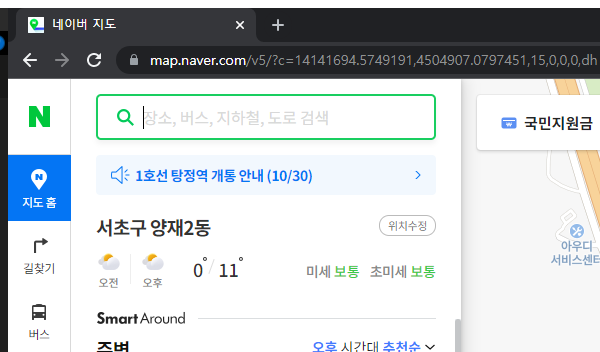 네이버 지도
map.naver.com/v5/?c=14141694.5749191,4504907.0797451,15,0,0,0,dh
N
장소, 버스, 지하철, 도로 검색
국민지원금
1호선 탕정역 개통 안내 (10/30)
지도 홈
서초구 양재2동
위치수정
오전
오후
0° / 11°
미세 보통 초미세 보통
길찾기
아우디
서비스센터
버스
Smart Around
주변
오후 시간대 추천순